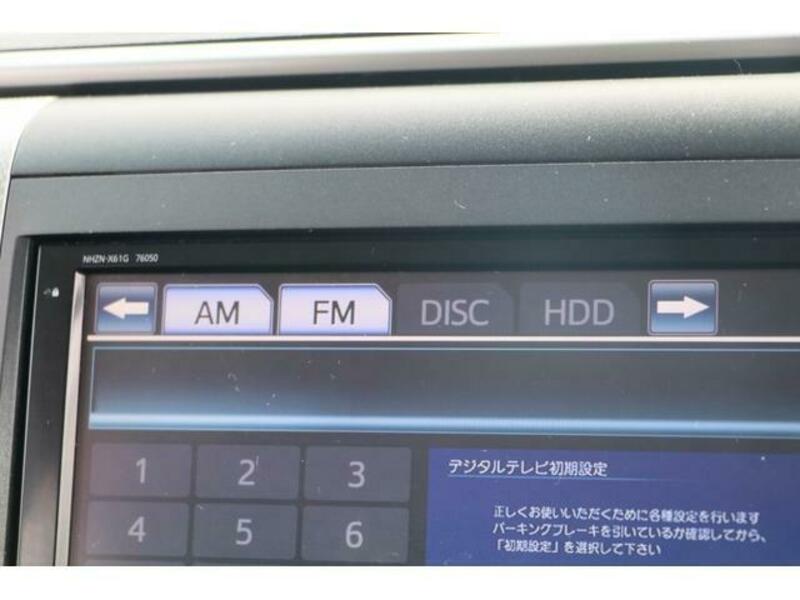 NHZN-X61G 76050
AM FM DISC HDD
1 2 3
4 5 6
デジタルテレビ初期設定
正しくお使いいただくために各種設定を行います
パーキングブレーキを引いているか確認してから、
「初期設定」を選択して下さい